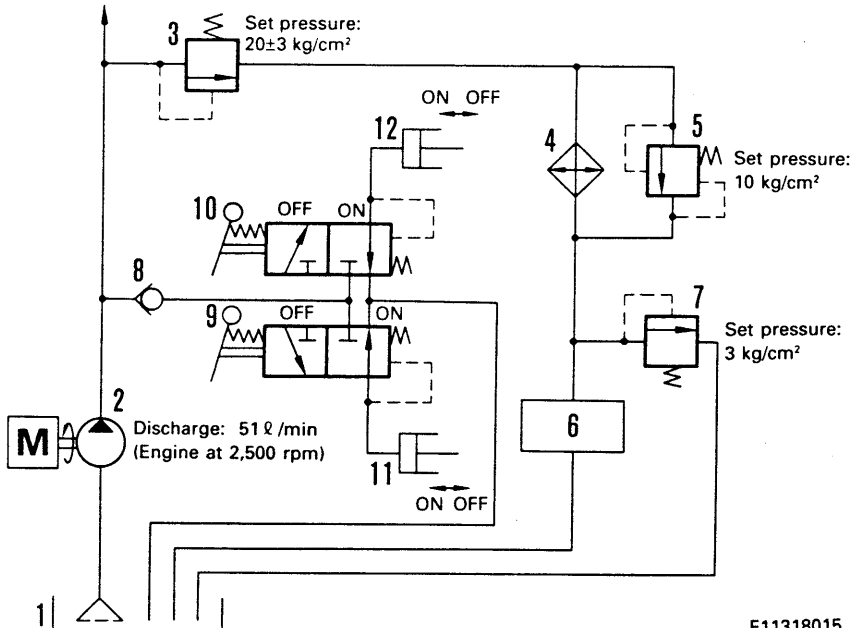 3
Set pressure:
20±3 kg/cm²
ON OFF
12
4
5
Set pressure:
10 kg/cm²
10
OFF
ON
8
9
OFF
ON
7
Set pressure:
3 kg/cm²
2
M
Discharge: 51ℓ/min
(Engine at 2,500 rpm)
6
11
ON OFF
1
F11318015